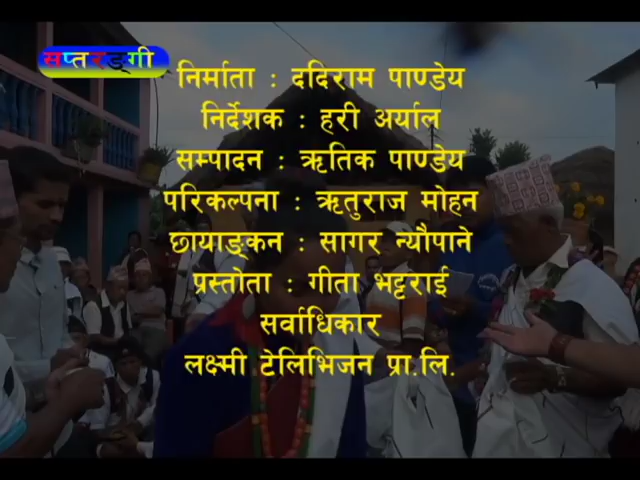 सप्तरङ्गी
निर्माता : ददिराम पाण्डेय
निर्देशक : हरी अर्याल
सम्पादन : ऋतिक पाण्डेय
परिकल्पना : ऋतुराज मोहन
छायाङ्कन : सागर न्यौपाने
प्रस्तोता : गीता भट्टराई
सर्वाधिकार
लक्ष्मी टेलिभिजन प्रा.लि.